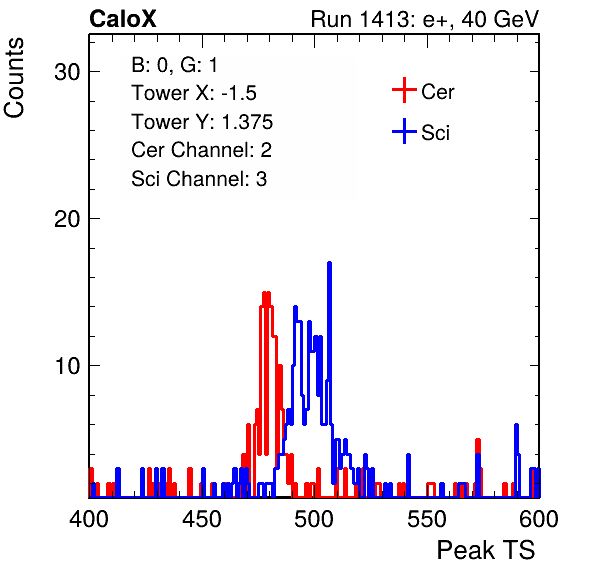 CaloX
Run 1413: e+, 40 GeV
Counts
30
20
10
B: 0, G: 1
Tower X: -1.5
Tower Y: 1.375
Cer Channel: 2
Sci Channel: 3
Cer
Sci
400
450
500
550
600
Peak TS